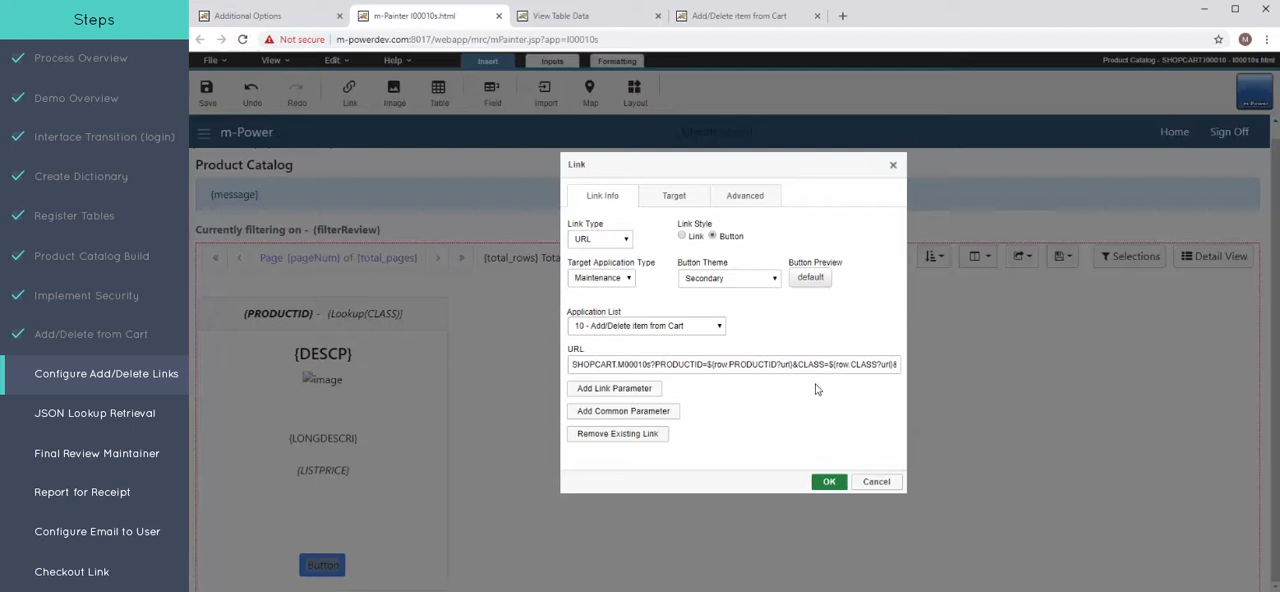 Steps
Process Overview
Demo Overview
Interface Transition (login)
Create Dictionary
Register Tables
Product Catalog Build
Implement Security
Add/Delete from Cart
Configure Add/Delete Links
JSON Lookup Retrieval
Final Review Maintainer
Report for Receipt
Configure Email to User
Checkout Link
Additional Options
m-Painter I00010s.html
View Table Data
Add/Delete item from Cart
Not secure
m-powerdev.com:8017/webapp/mrc/mPainter.jsp?app=I00010s
M
File
View
Edit
Help
Insert
Inputs
Formatting
Product Catalog - SHOPCART.I00010 - I00010s.html
Save
Undo
Redo
Link
Image
Table
Field
Import
Map
Layout
m-Power
m-Power
Home
Sign Off
Product Catalog
{message}
Currently filtering on - {filterReview}
Page {pageNum} of {total_pages}
{total_rows} Tota
Selections
Detail View
{PRODUCTID} - {Lookup(CLASS)}
{DESCP}
image
{LONGDESCRI}
{LISTPRICE}
Button
Link
Link Info
Target
Advanced
Link Type
URL
Link Style
Link
Button
Target Application Type
Maintenance
Button Theme
Secondary
Button Preview
default
Application List
10 - Add/Delete item from Cart
URL
SHOPCART.M00010s?PRODUCTID=${row.PRODUCTID?url}&CLASS=${row.CLASS?url}&
Add Link Parameter
Add Common Parameter
Remove Existing Link
OK
Cancel